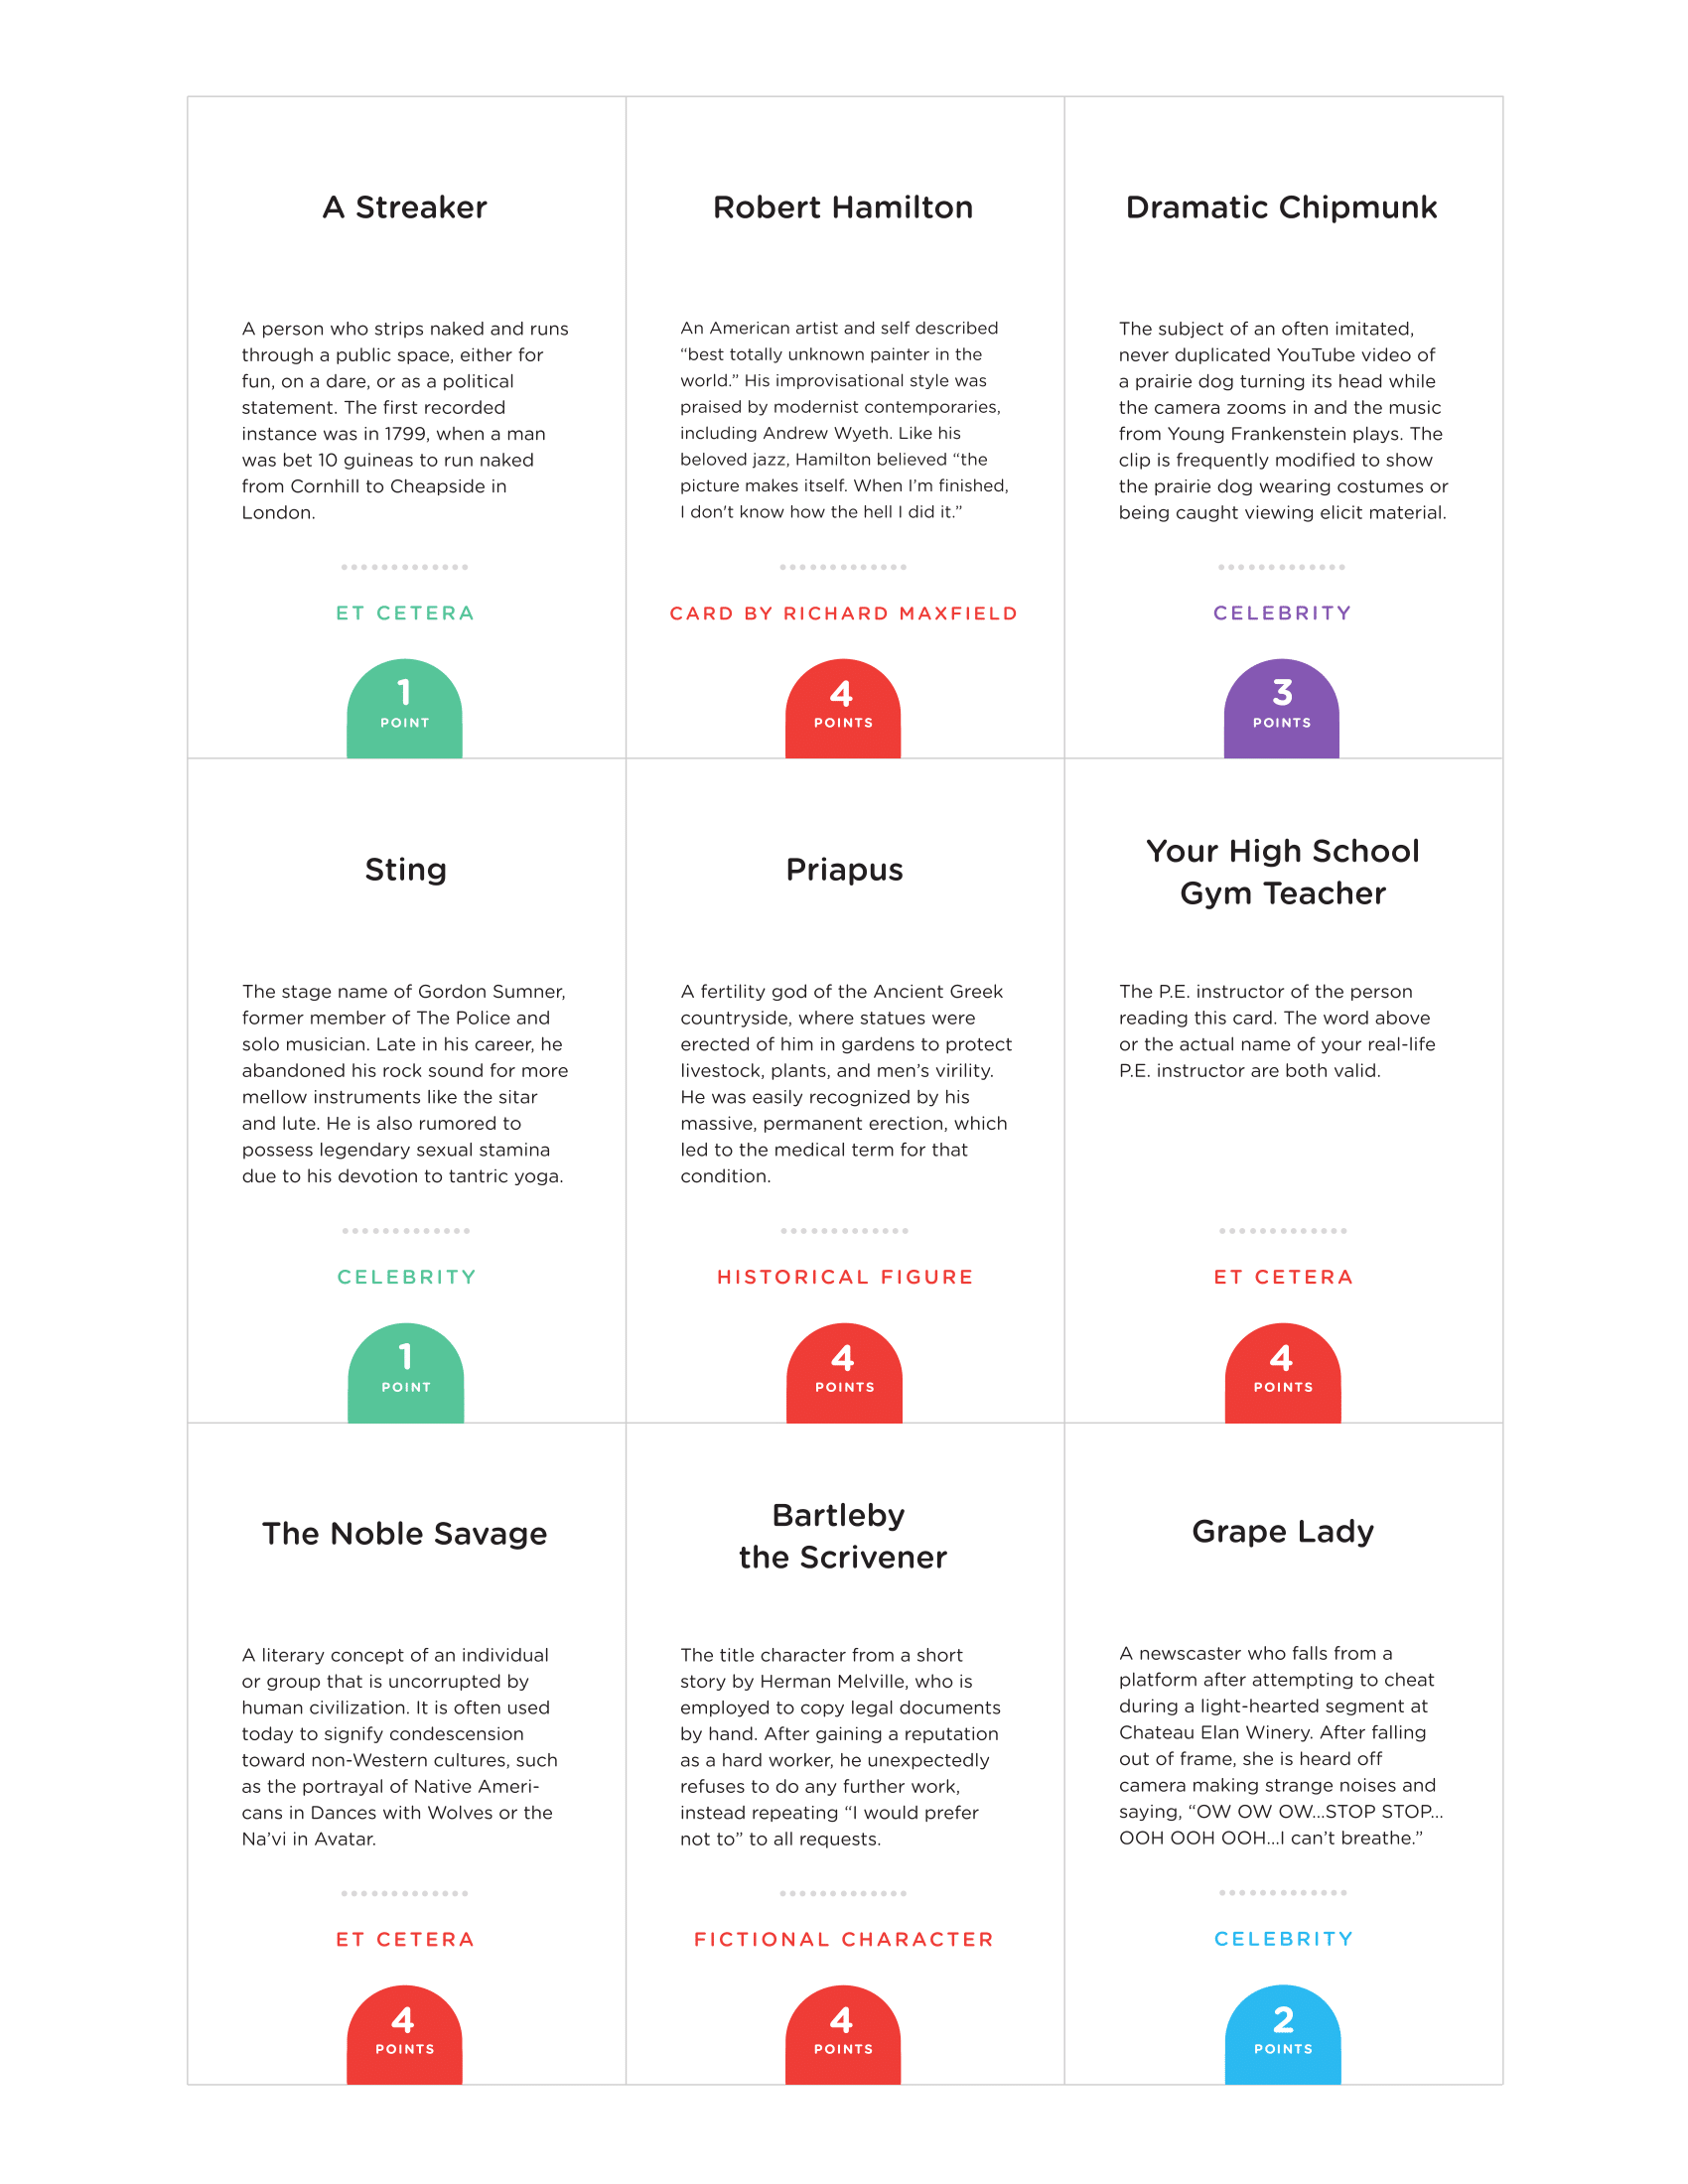 A Streaker
A person who strips naked and runs
through a public space, either for
fun, on a dare, or as a political
statement. The first recorded
instance was in 1799, when a man
was bet 10 guineas to run naked
from Cornhill to Cheapside in
London.
ET CETERA
1
POINT
Robert Hamilton
An American artist and self described
“best totally unknown painter in the
world.” His improvisational style was
praised by modernist contemporaries,
including Andrew Wyeth. Like his
beloved jazz, Hamilton believed “the
picture makes itself. When I’m finished,
I don't know how the hell I did it.”
CARD BY RICHARD MAXFIELD
4
POINTS
Dramatic Chipmunk
The subject of an often imitated,
never duplicated YouTube video of
a prairie dog turning its head while
the camera zooms in and the music
from Young Frankenstein plays. The
clip is frequently modified to show
the prairie dog wearing costumes or
being caught viewing elicit material.
CELEBRITY
3
POINTS
Sting
The stage name of Gordon Sumner,
former member of The Police and
solo musician. Late in his career, he
abandoned his rock sound for more
mellow instruments like the sitar
and lute. He is also rumored to
possess legendary sexual stamina
due to his devotion to tantric yoga.
CELEBRITY
1
POINT
Priapus
A fertility god of the Ancient Greek
countryside, where statues were
erected of him in gardens to protect
livestock, plants, and men’s virility.
He was easily recognized by his
massive, permanent erection, which
led to the medical term for that
condition.
HISTORICAL FIGURE
4
POINTS
Your High School
Gym Teacher
The P.E. instructor of the person
reading this card. The word above
or the actual name of your real-life
P.E. instructor are both valid.
ET CETERA
4
POINTS
The Noble Savage
A literary concept of an individual
or group that is uncorrupted by
human civilization. It is often used
today to signify condescension
toward non-Western cultures, such
as the portrayal of Native Ameri-
cans in Dances with Wolves or the
Na’vi in Avatar.
ET CETERA
4
POINTS
Bartleby
the Scrivener
The title character from a short
story by Herman Melville, who is
employed to copy legal documents
by hand. After gaining a reputation
as a hard worker, he unexpectedly
refuses to do any further work,
instead repeating “I would prefer
not to” to all requests.
FICTIONAL CHARACTER
4
POINTS
Grape Lady
A newscaster who falls from a
platform after attempting to cheat
during a light-hearted segment at
Chateau Elan Winery. After falling
out of frame, she is heard off
camera making strange noises and
saying, “OW OW OW...STOP STOP...
OOH OOH OOH...I can’t breathe.”
CELEBRITY
2
POINTS